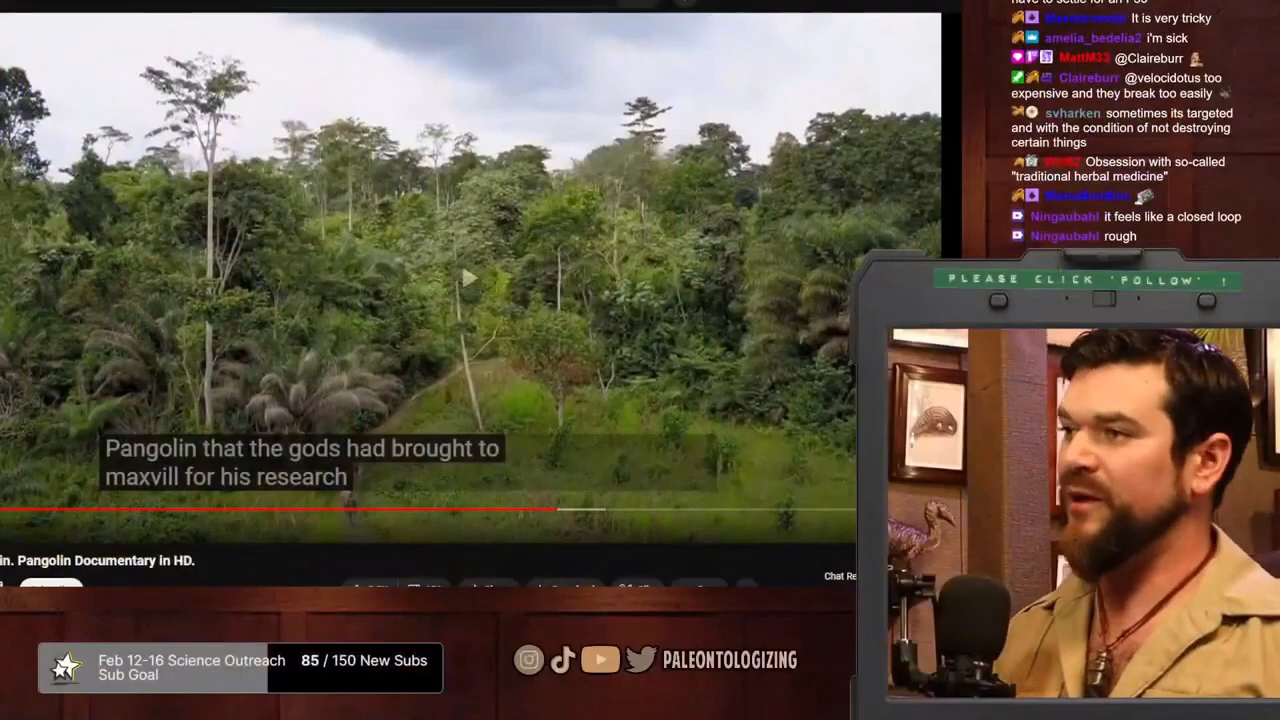 It is very tricky
amelia_bedelia2 i'm sick
MattM33 @Claireburr
Claireburr @velocidotus too
expensive and they break too easily
svharken sometimes its targeted
and with the condition of not destroying
certain things
Obsession with so-called
"traditional herbal medicine"
Ningaubahl it feels like a closed loop
Ningaubahl rough
PLEASE CLICK 'FOLLOW' !
Pangolin that the gods had brought to
maxvill for his research
in. Pangolin Documentary in HD.
Chat Re
Feb 12-16 Science Outreach 85 / 150 New Subs
Sub Goal
PALEONTOLOGIZING